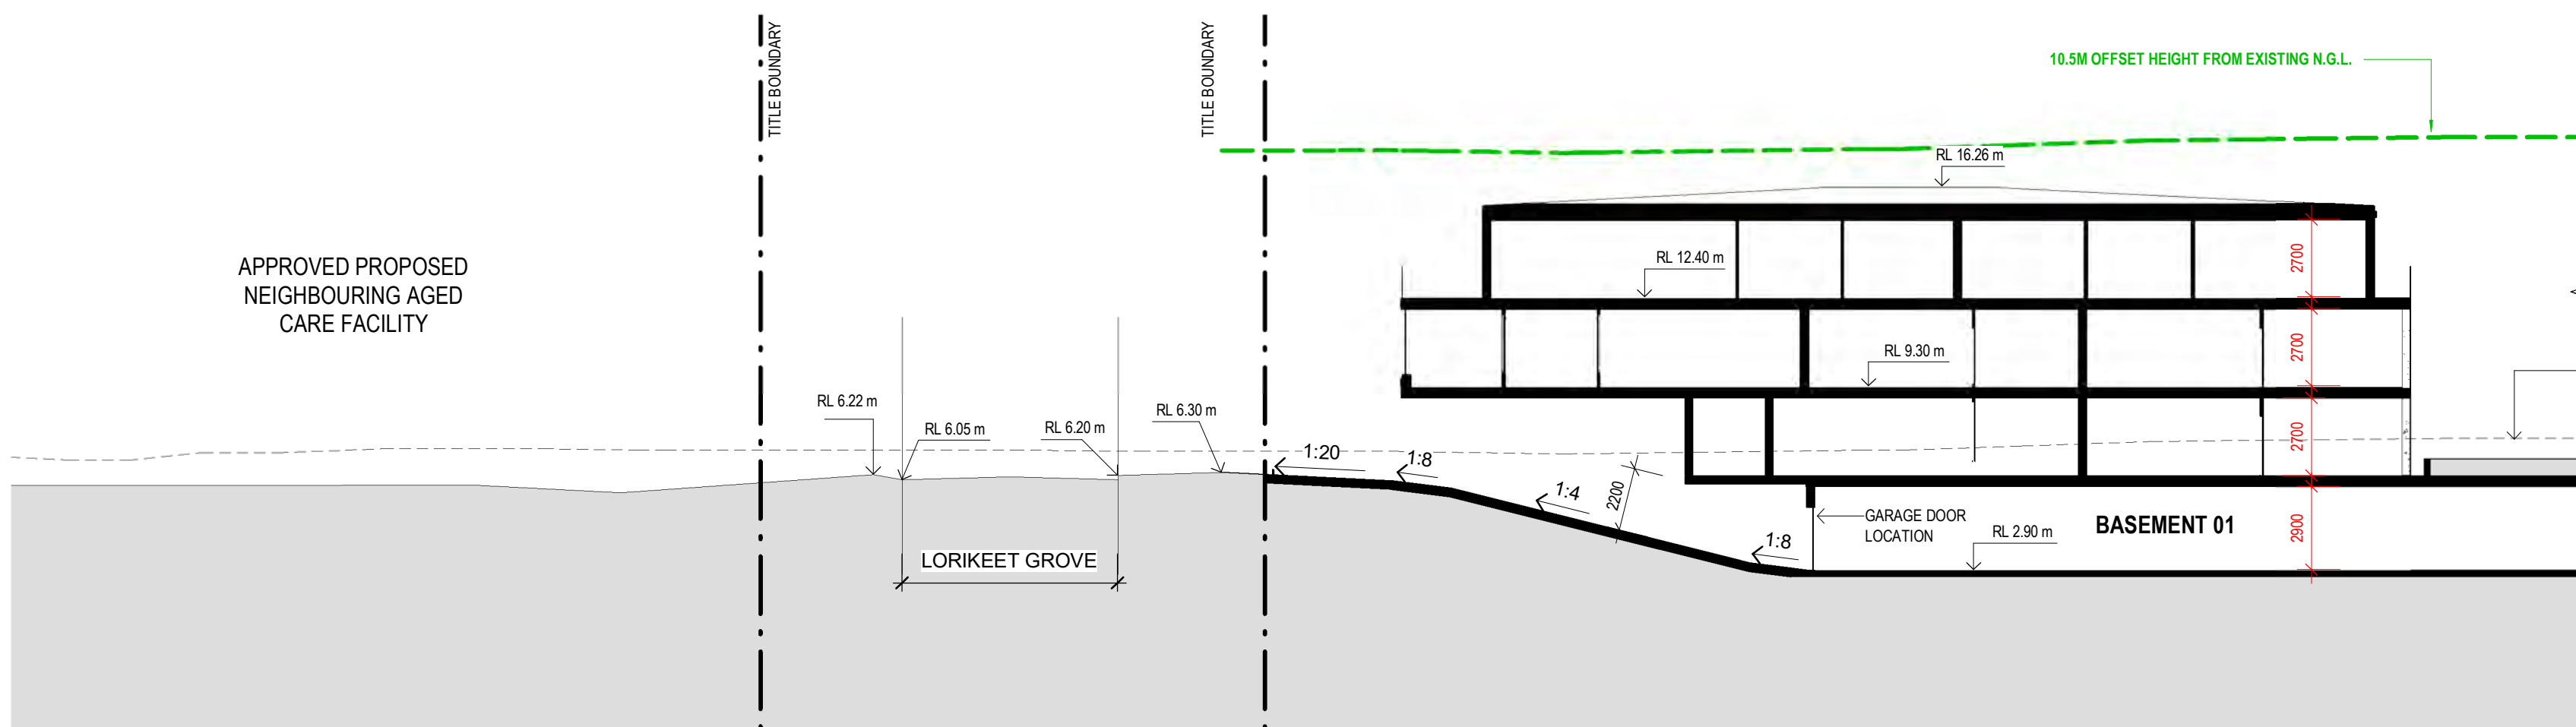 TITLE BOUNDARY
TITLE BOUNDARY
10.5M OFFSET HEIGHT FROM EXISTING N.G.L.
RL 16.26 m
APPROVED PROPOSED
NEIGHBOURING AGED
CARE FACILITY
RL 12.40 m
2700
RL 9.30 m
2700
RL 6.22 m
RL 6.05 m
RL 6.20 m
RL 6.30 m
2700
1:20
1:8
1:4
2200
1:8
GARAGE DOOR
LOCATION
RL 2.90 m
BASEMENT 01
2900
LORIKEET GROVE